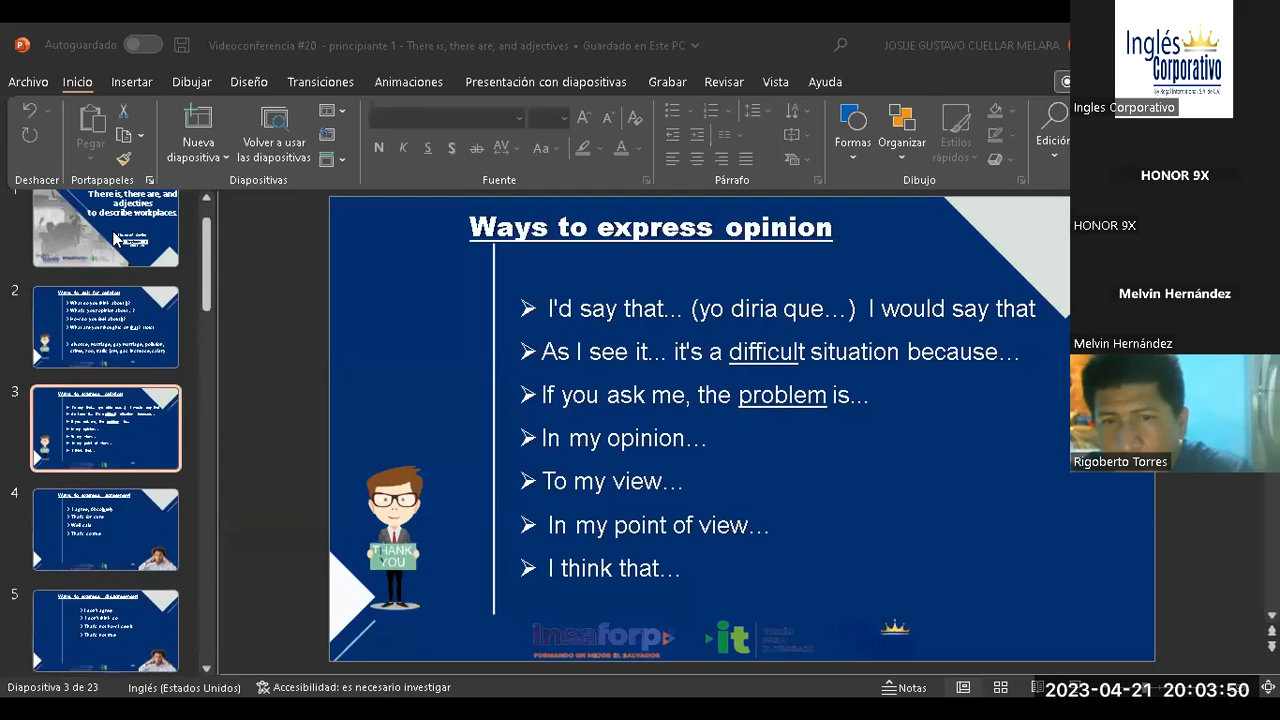 Autoguardado
Videoconferencia #20 - principiante 1 - There is, there are, and adjectives • Guardado en Este PC
JOSUE GUSTAVO CUELLAR MELARA
Archivo Inicio Insertar Dibujar Diseño Transiciones Animaciones Presentación con diapositivas Grabar Revisar Vista Ayuda
Pegar
Nueva diapositiva
Volver a usar las diapositivas
Formas
Organizar
Estilos rápidos
Edición
Deshacer Portapapeles Diapositivas Fuente Párrafo Dibujo
There is, there are, and
adjectives
to describe workplaces.
2
3
4
5
Ways to express opinion
I'd say that... (yo diria que...) I would say that
As I see it... it's a difficult situation because...
If you ask me, the problem is...
In my opinion...
To my view...
In my point of view...
I think that...
THANK
YOU
Insaforp
FORMANDO UN MEJOR EL SALVADOR
it
Inglés
Corporativo
Ingles Corporativo
HONOR 9X
HONOR 9X
Melvin Hernández
Melvin Hernández
Rigoberto Torres
Diapositiva 3 de 23 Inglés (Estados Unidos) Accesibilidad: es necesario investigar Notas
2023-04-21 20:03:50